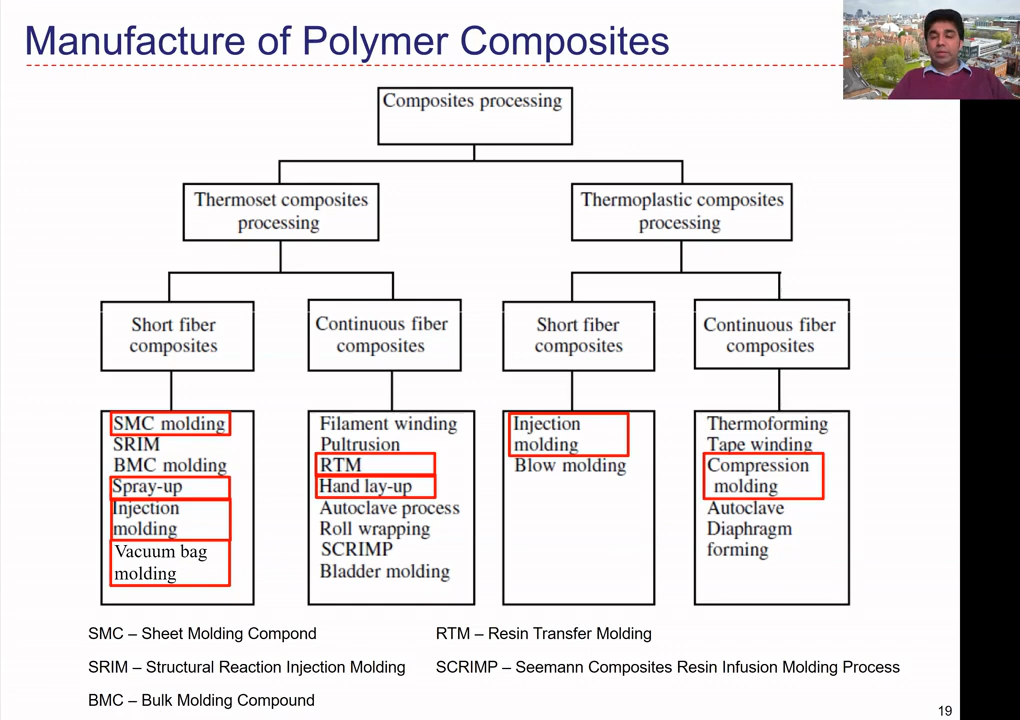 Manufacture of Polymer Composites
Composites processing
Thermoset composites
processing
Thermoplastic composites
processing
Short fiber
composites
Continuous fiber
composites
Short fiber
composites
Continuous fiber
composites
SMC molding
SRIM
BMC molding
Spray-up
Injection
molding
Vacuum bag
molding
Filament winding
Pultrusion
RTM
Hand lay-up
Autoclave process
Roll wrapping
SCRIMP
Bladder molding
Injection
molding
Blow molding
Thermoforming
Tape winding
Compression
molding
Autoclave
Diaphragm
forming
SMC – Sheet Molding Compond
RTM – Resin Transfer Molding
SRIM – Structural Reaction Injection Molding
SCRIMP – Seemann Composites Resin Infusion Molding Process
BMC – Bulk Molding Compound
19